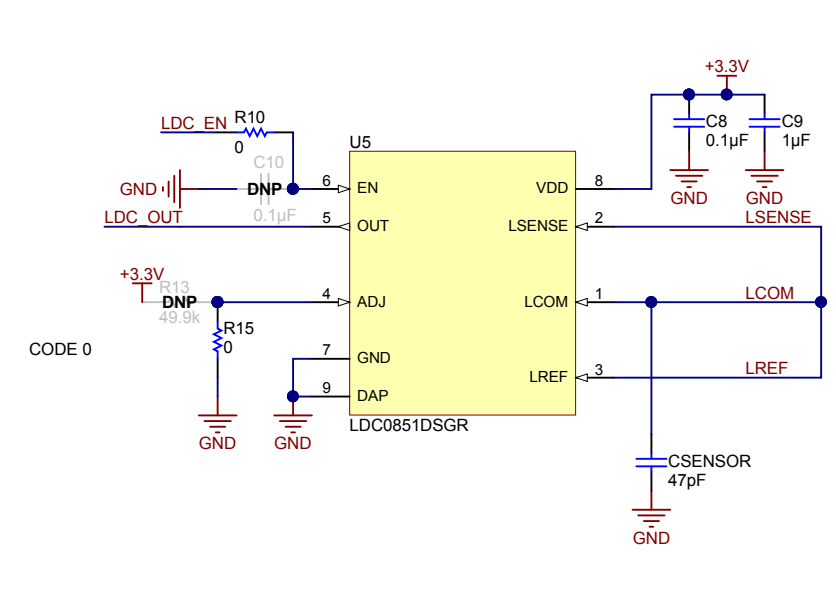 +3.3V
LDC_EN
R10
0
C8
0.1µF
C9
1µF
U5
C10
GND
DNP
0.1µF
6
EN
VDD
8
GND
GND
LDC_OUT
5
OUT
LSENSE
2
LSENSE
+3.3V
R13
DNP
49.9k
4
ADJ
LCOM
1
LCOM
R15
0
CODE 0
7
GND
LREF
3
LREF
9
DAP
LDC0851DSGR
GND
GND
CSENSOR
47pF
GND